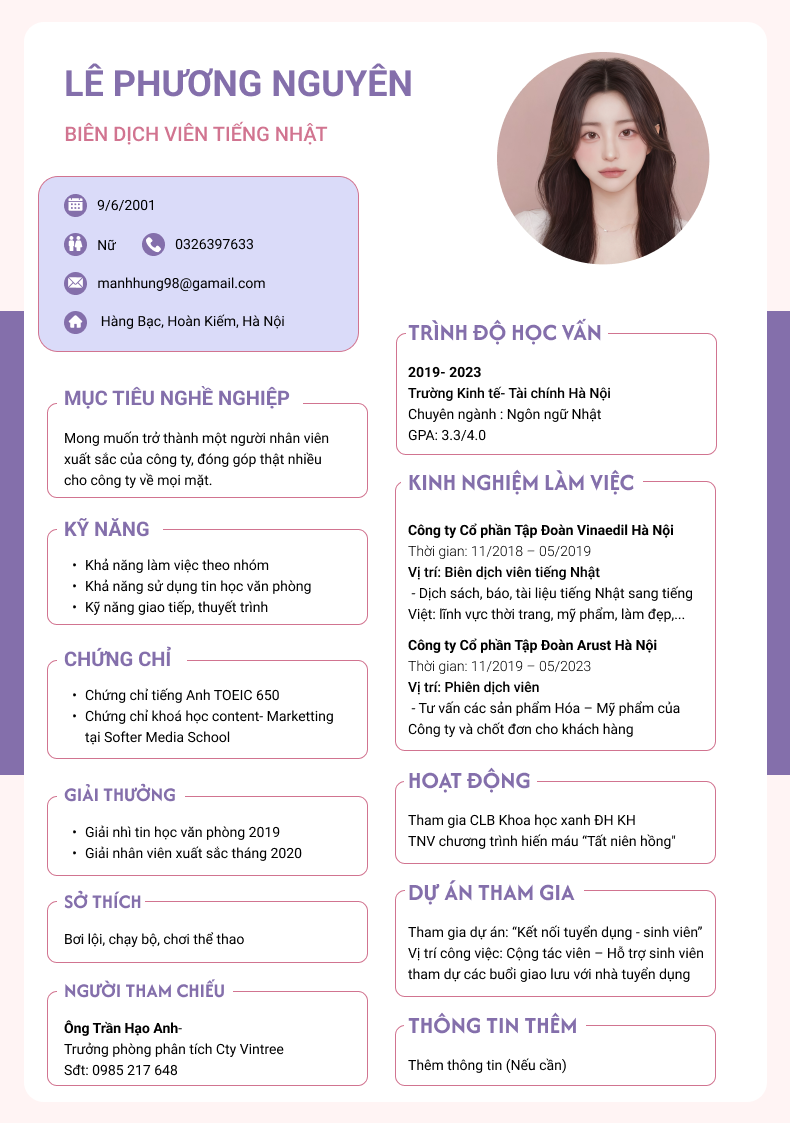 LÊ PHƯƠNG NGUYÊN
BIÊN DỊCH VIÊN TIẾNG NHẬT
9/6/2001
Nữ 0326397633
manhhung98@gamail.com
Hàng Bạc, Hoàn Kiếm, Hà Nội
MỤC TIÊU NGHỀ NGHIỆP
Mong muốn trở thành một người nhân viên
xuất sắc của công ty, đóng góp thật nhiều
cho công ty về mọi mặt.
KỸ NĂNG
• Khả năng làm việc theo nhóm
• Khả năng sử dụng tin học văn phòng
• Kỹ năng giao tiếp, thuyết trình
CHỨNG CHỈ
• Chứng chỉ tiếng Anh TOEIC 650
• Chứng chỉ khoá học content- Marketting
tại Softer Media School
GIẢI THƯỞNG
• Giải nhì tin học văn phòng 2019
• Giải nhân viên xuất sắc tháng 2020
SỞ THÍCH
Bơi lội, chạy bộ, chơi thể thao
NGƯỜI THAM CHIẾU
Ông Trần Hạo Anh-
Trưởng phòng phân tích Cty Vintree
Sđt: 0985 217 648
TRÌNH ĐỘ HỌC VẤN
2019- 2023
Trường Kinh tế- Tài chính Hà Nội
Chuyên ngành : Ngôn ngữ Nhật
GPA: 3.3/4.0
KINH NGHIỆM LÀM VIỆC
Công ty Cổ phần Tập Đoàn Vinaedil Hà Nội
Thời gian: 11/2018 – 05/2019
Vị trí: Biên dịch viên tiếng Nhật
- Dịch sách, báo, tài liệu tiếng Nhật sang tiếng
Việt: lĩnh vực thời trang, mỹ phẩm, làm đẹp,...
Công ty Cổ phần Tập Đoàn Arust Hà Nội
Thời gian: 11/2019 – 05/2023
Vị trí: Phiên dịch viên
- Tư vấn các sản phẩm Hóa – Mỹ phẩm của
Công ty và chốt đơn cho khách hàng
HOẠT ĐỘNG
Tham gia CLB Khoa học xanh ĐH KH
TNV chương trình hiến máu “Tất niên hồng"
DỰ ÁN THAM GIA
Tham gia dự án: “Kết nối tuyển dụng - sinh viên”
Vị trí công việc: Cộng tác viên – Hỗ trợ sinh viên
tham dự các buổi giao lưu với nhà tuyển dụng
THÔNG TIN THÊM
Thêm thông tin (Nếu cần)